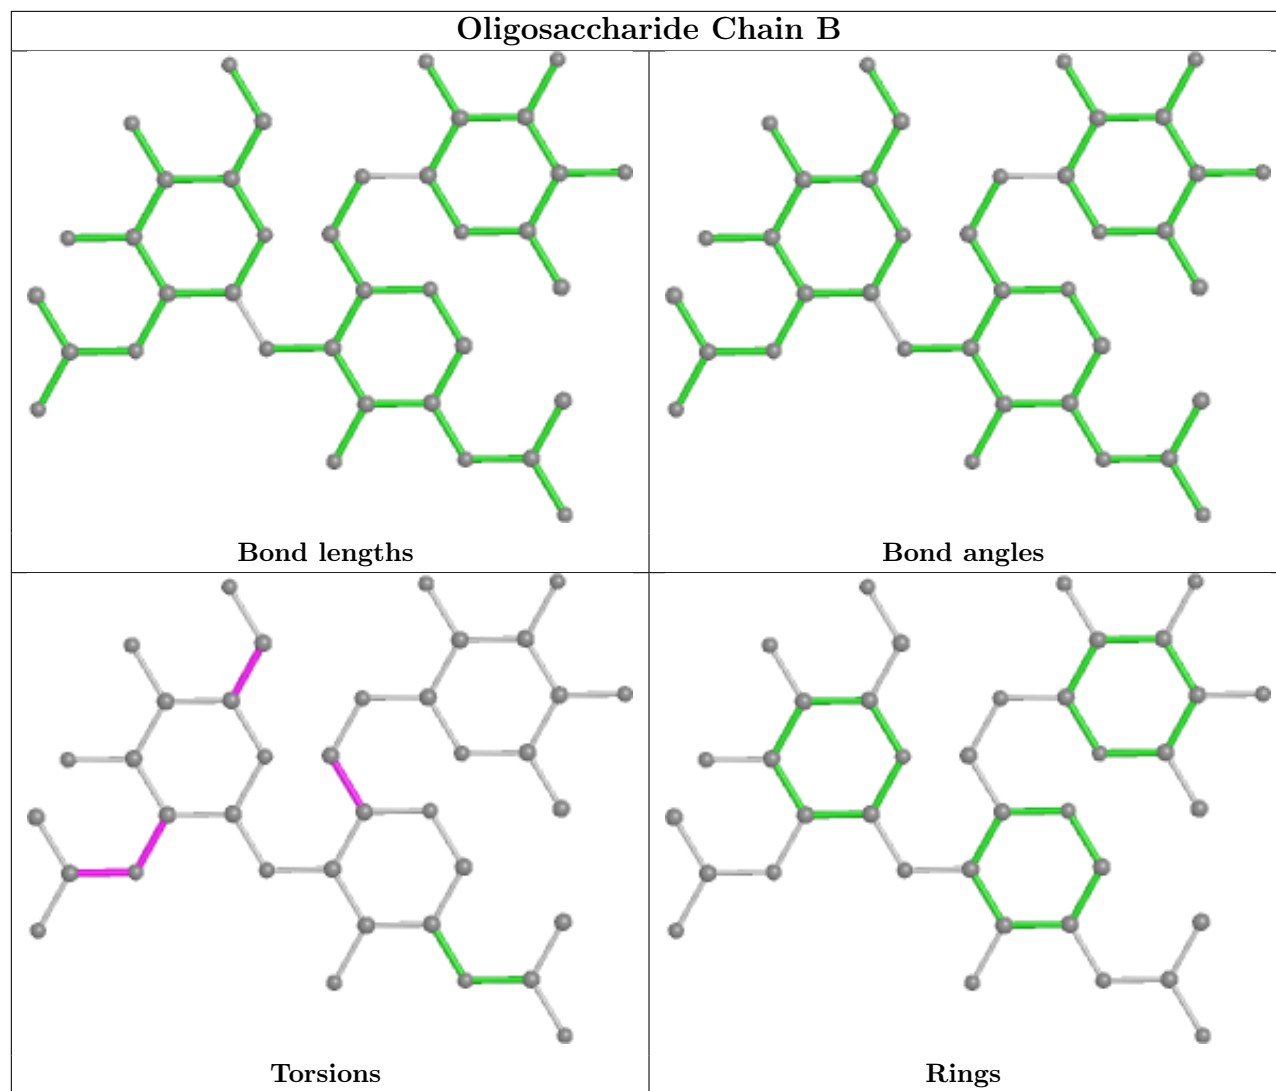 Oligosaccharide Chain B
Bond lengths
Bond angles
Torsions
Rings